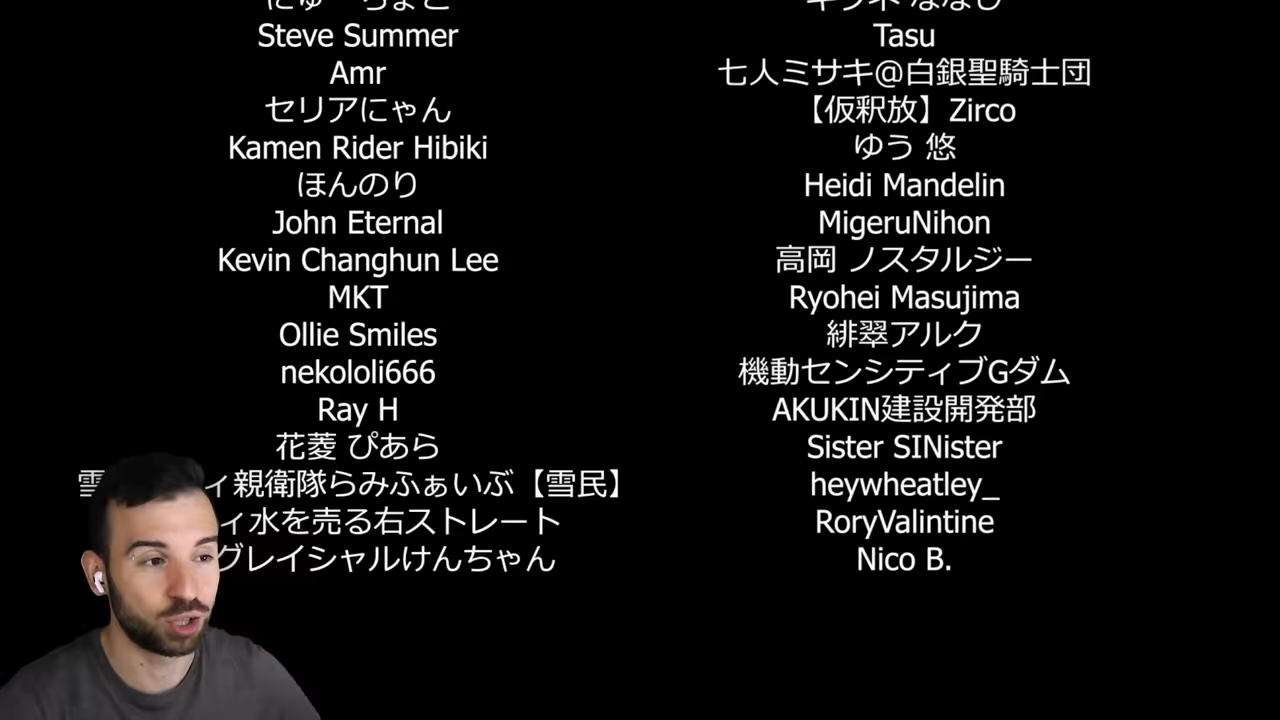 Steve Summer
Amr
セリアにゃん
Kamen Rider Hibiki
ほんのり
John Eternal
Kevin Changhun Lee
MKT
Ollie Smiles
nekololi666
Ray H
花菱 ぴあら
ィ親衛隊らみふぁいぶ【雪民】
ィ水を売る右ストレート
グレイシャルけんちゃん
Tasu
七人ミサキ@白銀聖騎士団
【仮釈放】Zirco
ゆう 悠
Heidi Mandelin
MigeruNihon
高岡 ノスタルジー
Ryohei Masujima
緋翠アルク
機動センシティブGダム
AKUKIN建設開発部
Sister SINister
heywheatley_
RoryValintine
Nico B.